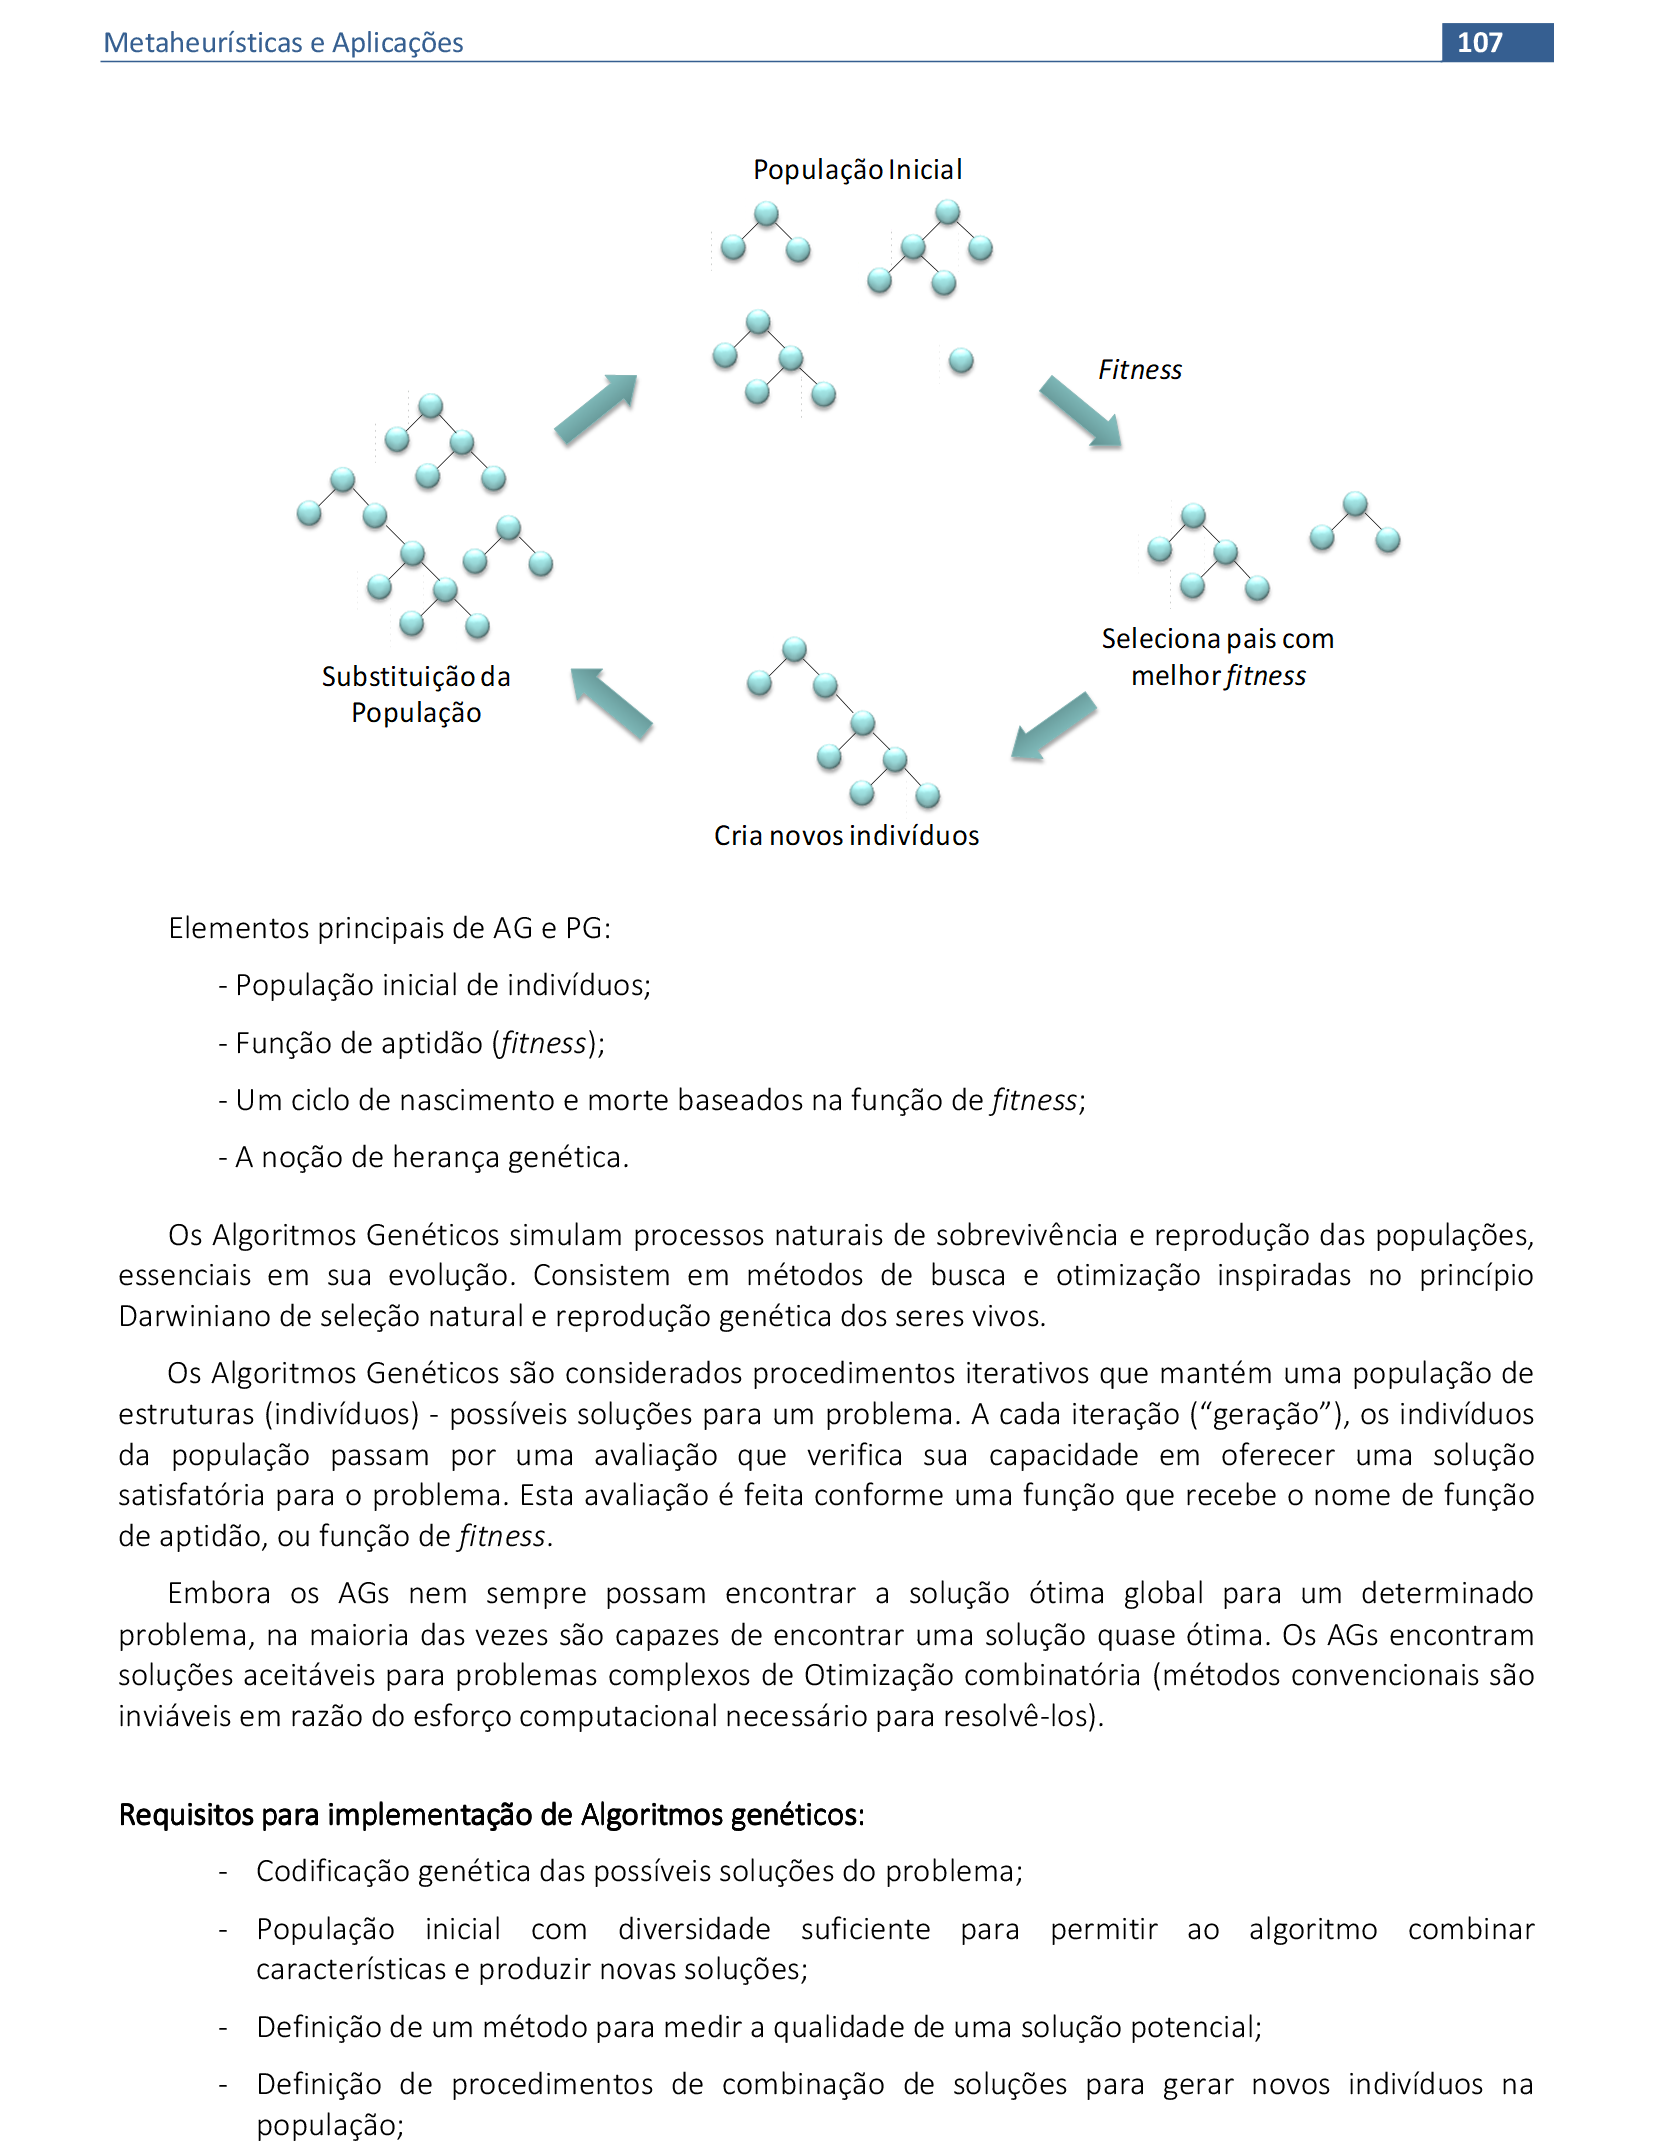 Metaheurísticas e Aplicações
107
População Inicial
Fitness
Seleciona pais com
melhor fitness
Substituição da
População
Cria novos indivíduos
Elementos principais de AG e PG:
- População inicial de indivíduos;
- Função de aptidão (fitness);
- Um ciclo de nascimento e morte baseados na função de fitness;
- A noção de herança genética.
Os Algoritmos Genéticos simulam processos naturais de sobrevivência e reprodução das populações,
essenciais em sua evolução. Consistem em métodos de busca e otimização inspiradas no princípio
Darwiniano de seleção natural e reprodução genética dos seres vivos.
Os Algoritmos Genéticos são considerados procedimentos iterativos que mantém uma população de
estruturas (indivíduos) - possíveis soluções para um problema. A cada iteração (“geração”), os indivíduos
da população passam por uma avaliação que verifica sua capacidade em oferecer uma solução
satisfatória para o problema. Esta avaliação é feita conforme uma função que recebe o nome de função
de aptidão, ou função de fitness.
Embora os AGs nem sempre possam encontrar a solução ótima global para um determinado
problema, na maioria das vezes são capazes de encontrar uma solução quase ótima. Os AGs encontram
soluções aceitáveis para problemas complexos de Otimização combinatória (métodos convencionais são
inviáveis em razão do esforço computacional necessário para resolvê-los).
Requisitos para implementação de Algoritmos genéticos:
- Codificação genética das possíveis soluções do problema;
- População inicial com diversidade suficiente para permitir ao algoritmo combinar
características e produzir novas soluções;
- Definição de um método para medir a qualidade de uma solução potencial;
- Definição de procedimentos de combinação de soluções para gerar novos indivíduos na
população;